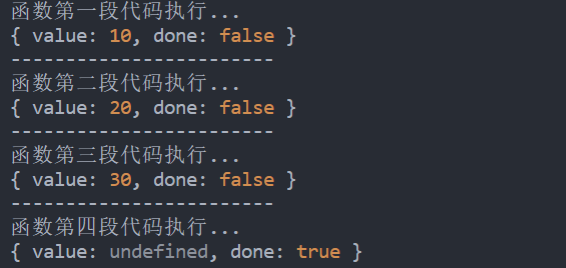 函数第一段代码执行...
{ value: 10, done: false }
------------------------
函数第二段代码执行...
{ value: 20, done: false }
------------------------
函数第三段代码执行...
{ value: 30, done: false }
------------------------
函数第四段代码执行...
{ value: undefined, done: true }